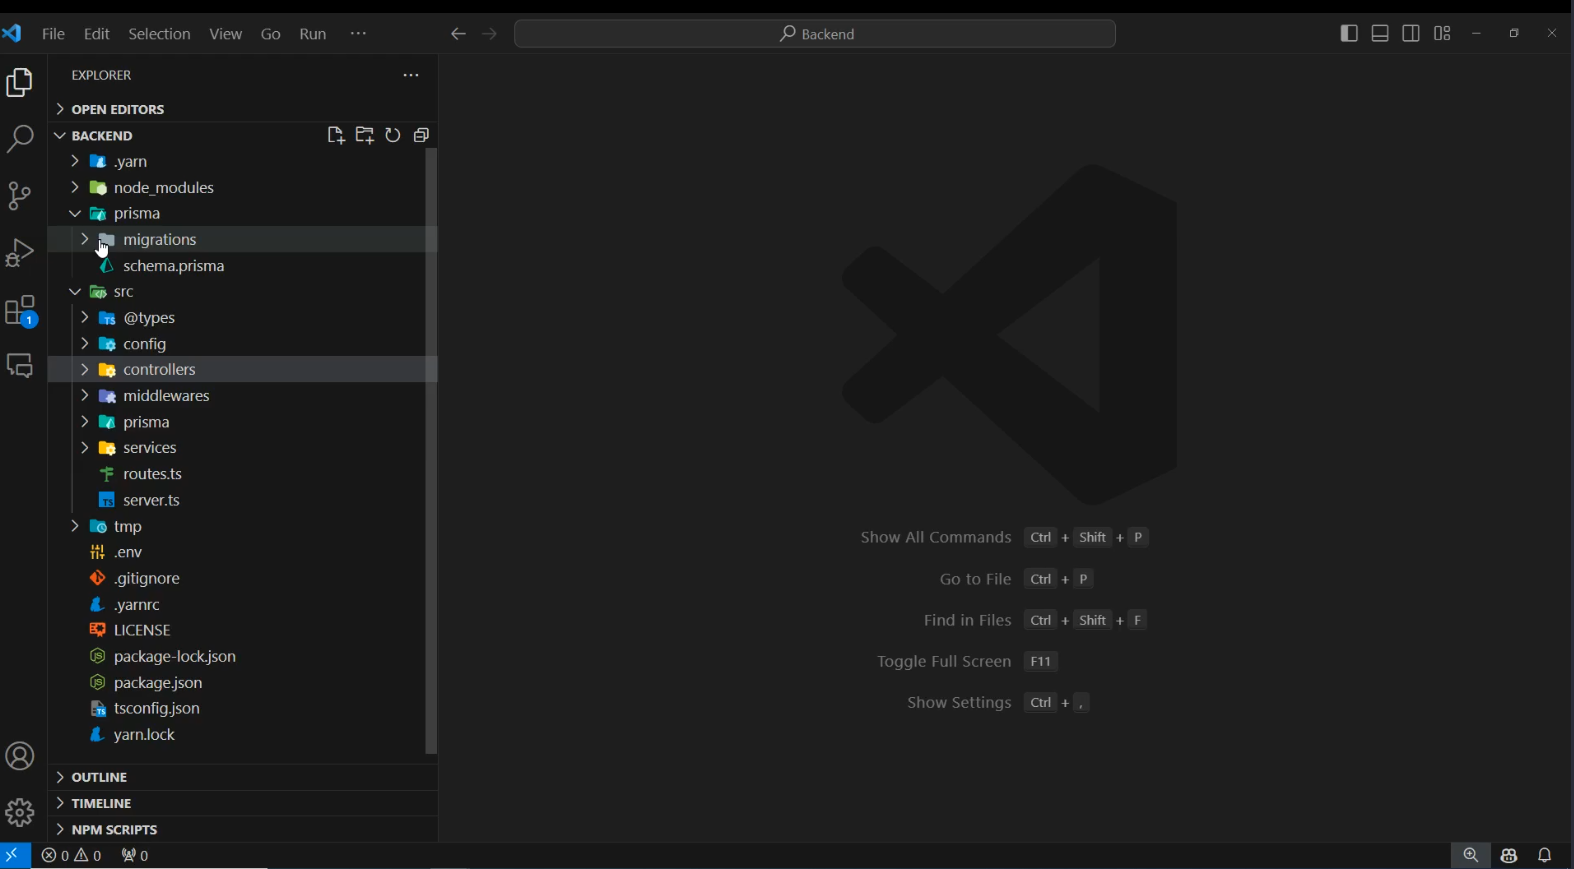 File Edit Selection View Go Run ···
Backend
EXPLORER
OPEN EDITORS
BACKEND
.yarn
node_modules
prisma
migrations
schema.prisma
src
@types
config
controllers
middlewares
prisma
services
routes.ts
server.ts
tmp
.env
.gitignore
.yarnrc
LICENSE
package-lock.json
package.json
tsconfig.json
yarn.lock
OUTLINE
TIMELINE
NPM SCRIPTS
1
Show All Commands Ctrl + Shift + P
Go to File Ctrl + P
Find in Files Ctrl + Shift + F
Toggle Full Screen F11
Show Settings Ctrl + ,
0 0 0